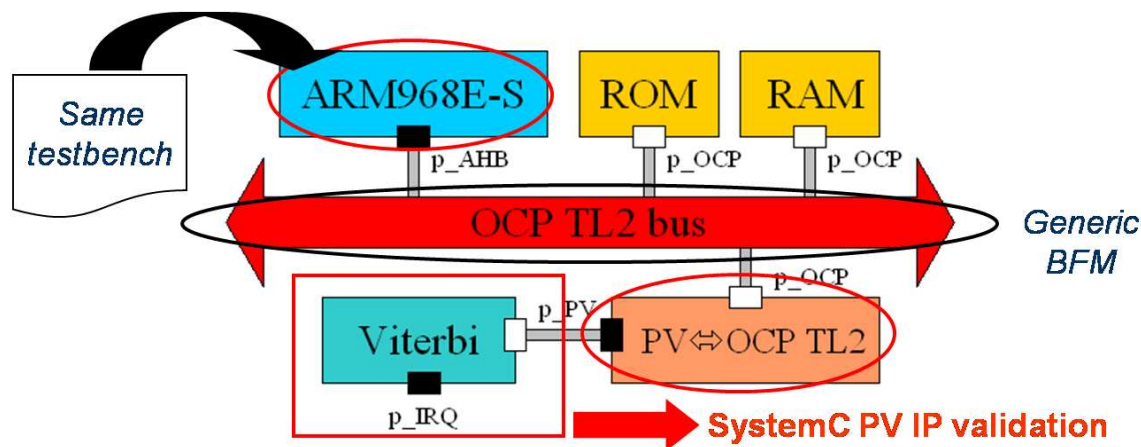 Same
testbench
ARM968E-S
ROM
RAM
p_AHB
p_OCP
p_OCP
OCP TL2 bus
Generic
BFM
p_OCP
p_PV
Viterbi
PV⇔OCP TL2
p_IRQ
SystemC PV IP validation